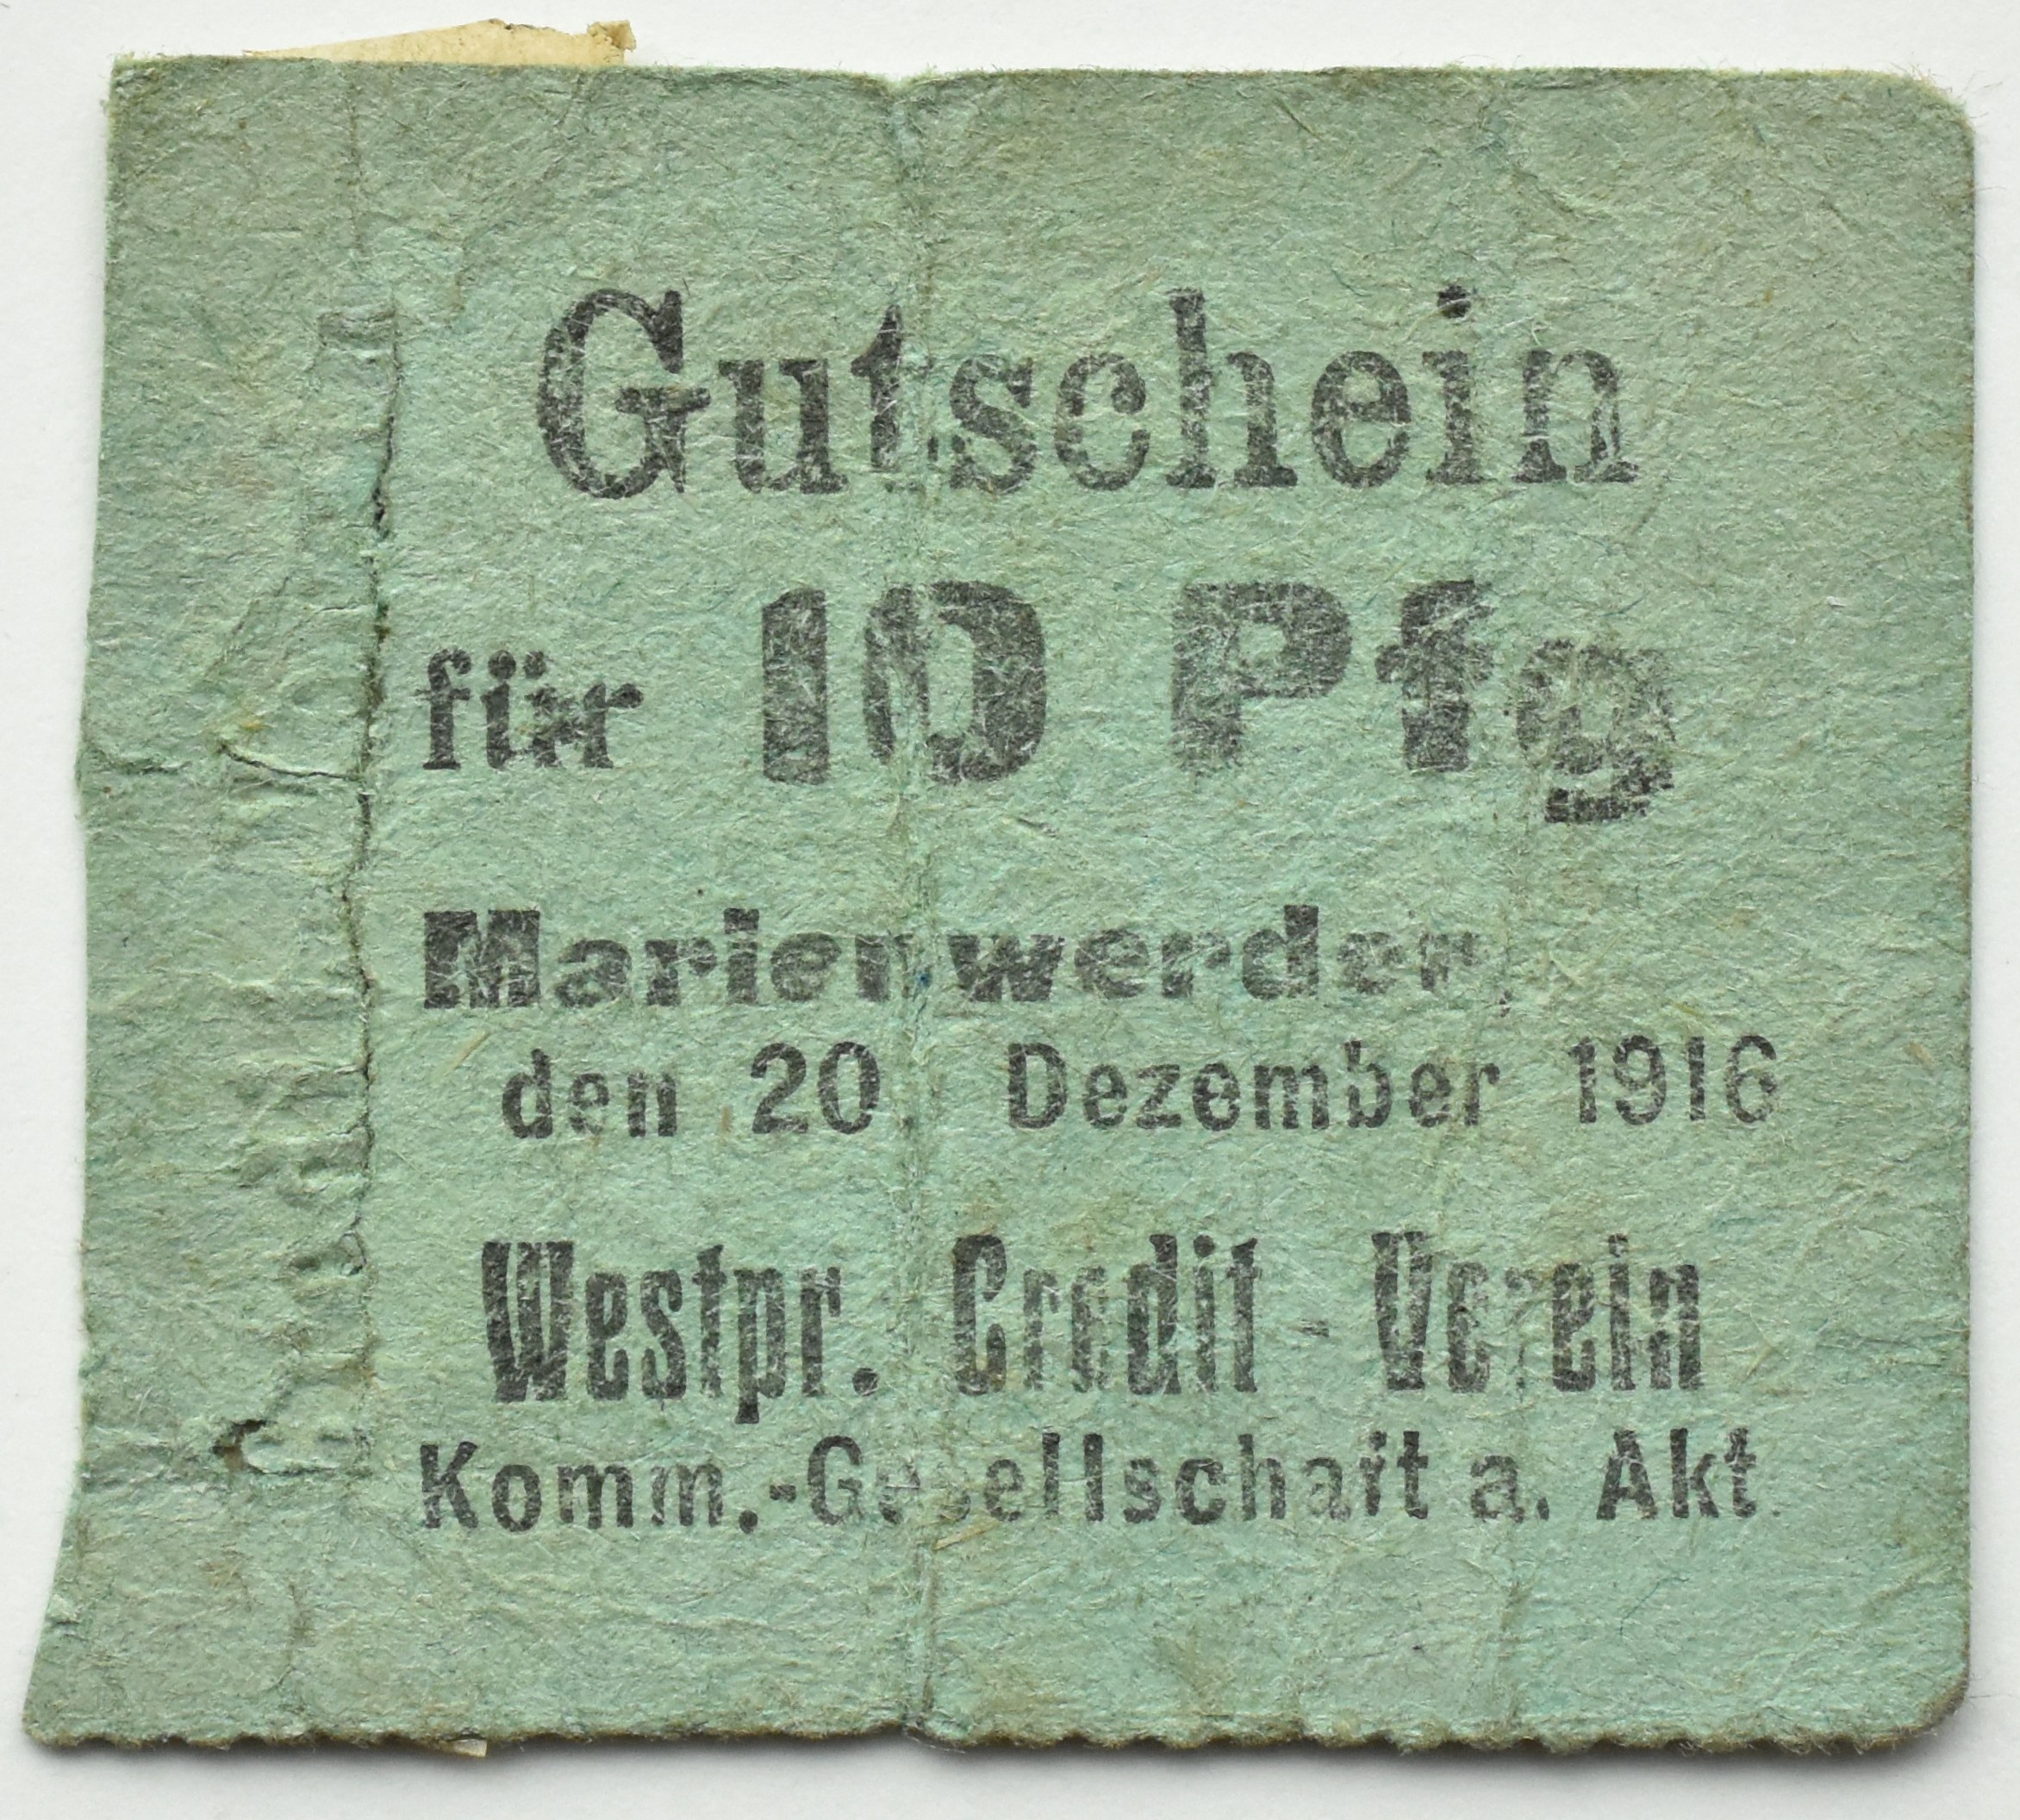 Gutschein
für 10 Pfg
Marienwerder,
den 20. Dezember 1916
Westpr. Credit-Verein
Komm.-Gesellschaft a. Akt.